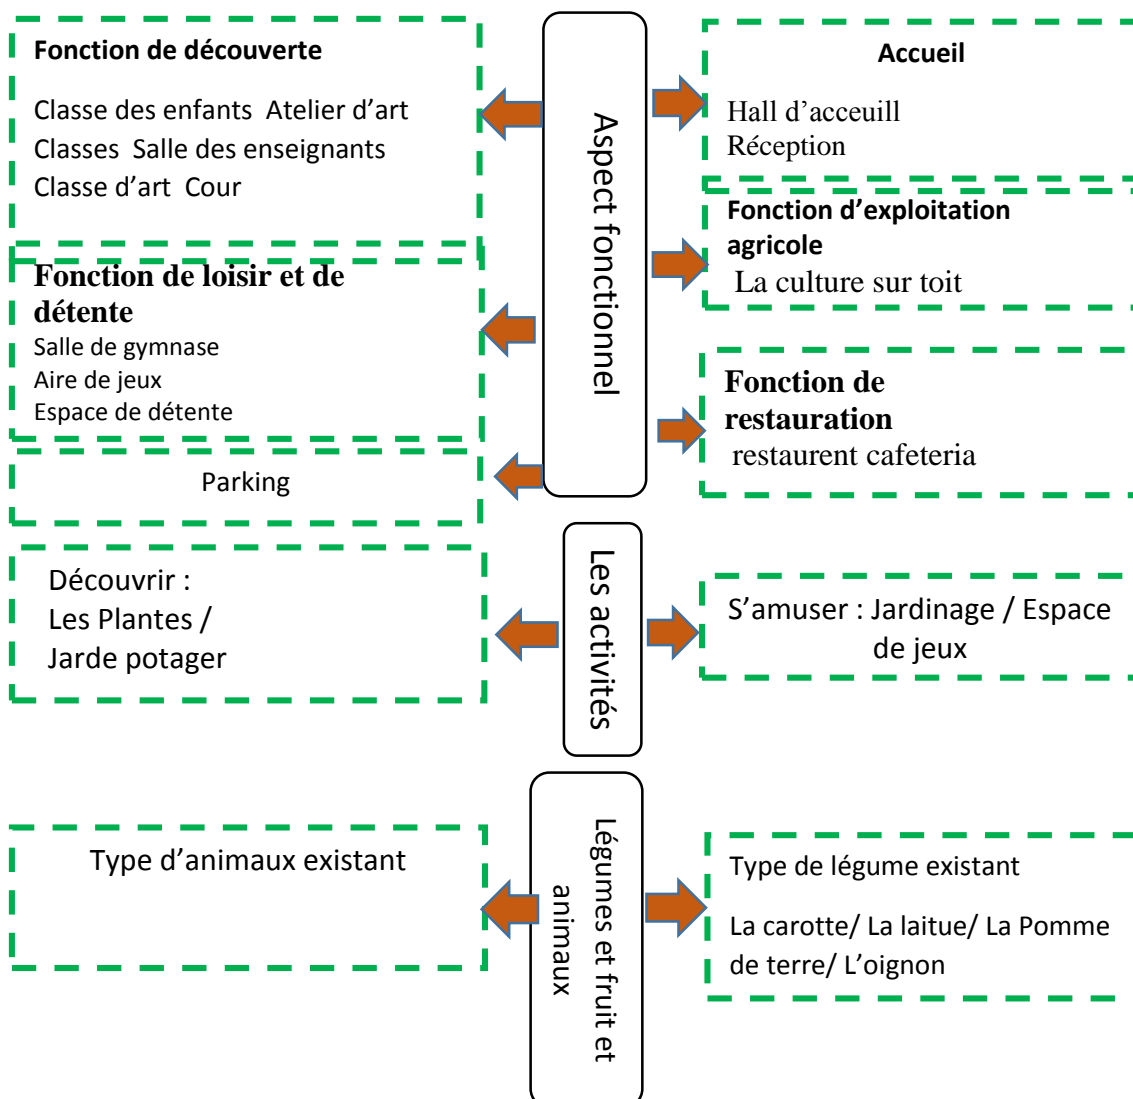 Fonction de découverte
Classe des enfants Atelier d’art
Classes Salle des enseignants
Classe d’art Cour
Fonction de loisir et de
détente
Salle de gymnase
Aire de jeux
Espace de détente
Parking
Aspect fonctionnel
Accueil
Hall d’acceuill
Réception
Fonction d’exploitation
agricole
La culture sur toit
Fonction de
restauration
restaurent cafeteria
Découvrir :
Les Plantes /
Jarde potager
Les activités
S’amuser : Jardinage / Espace
de jeux
Type d’animaux existant
Légumes et fruit et
animaux
Type de légume existant
La carotte/ La laitue/ La Pomme
de terre/ L’oignon